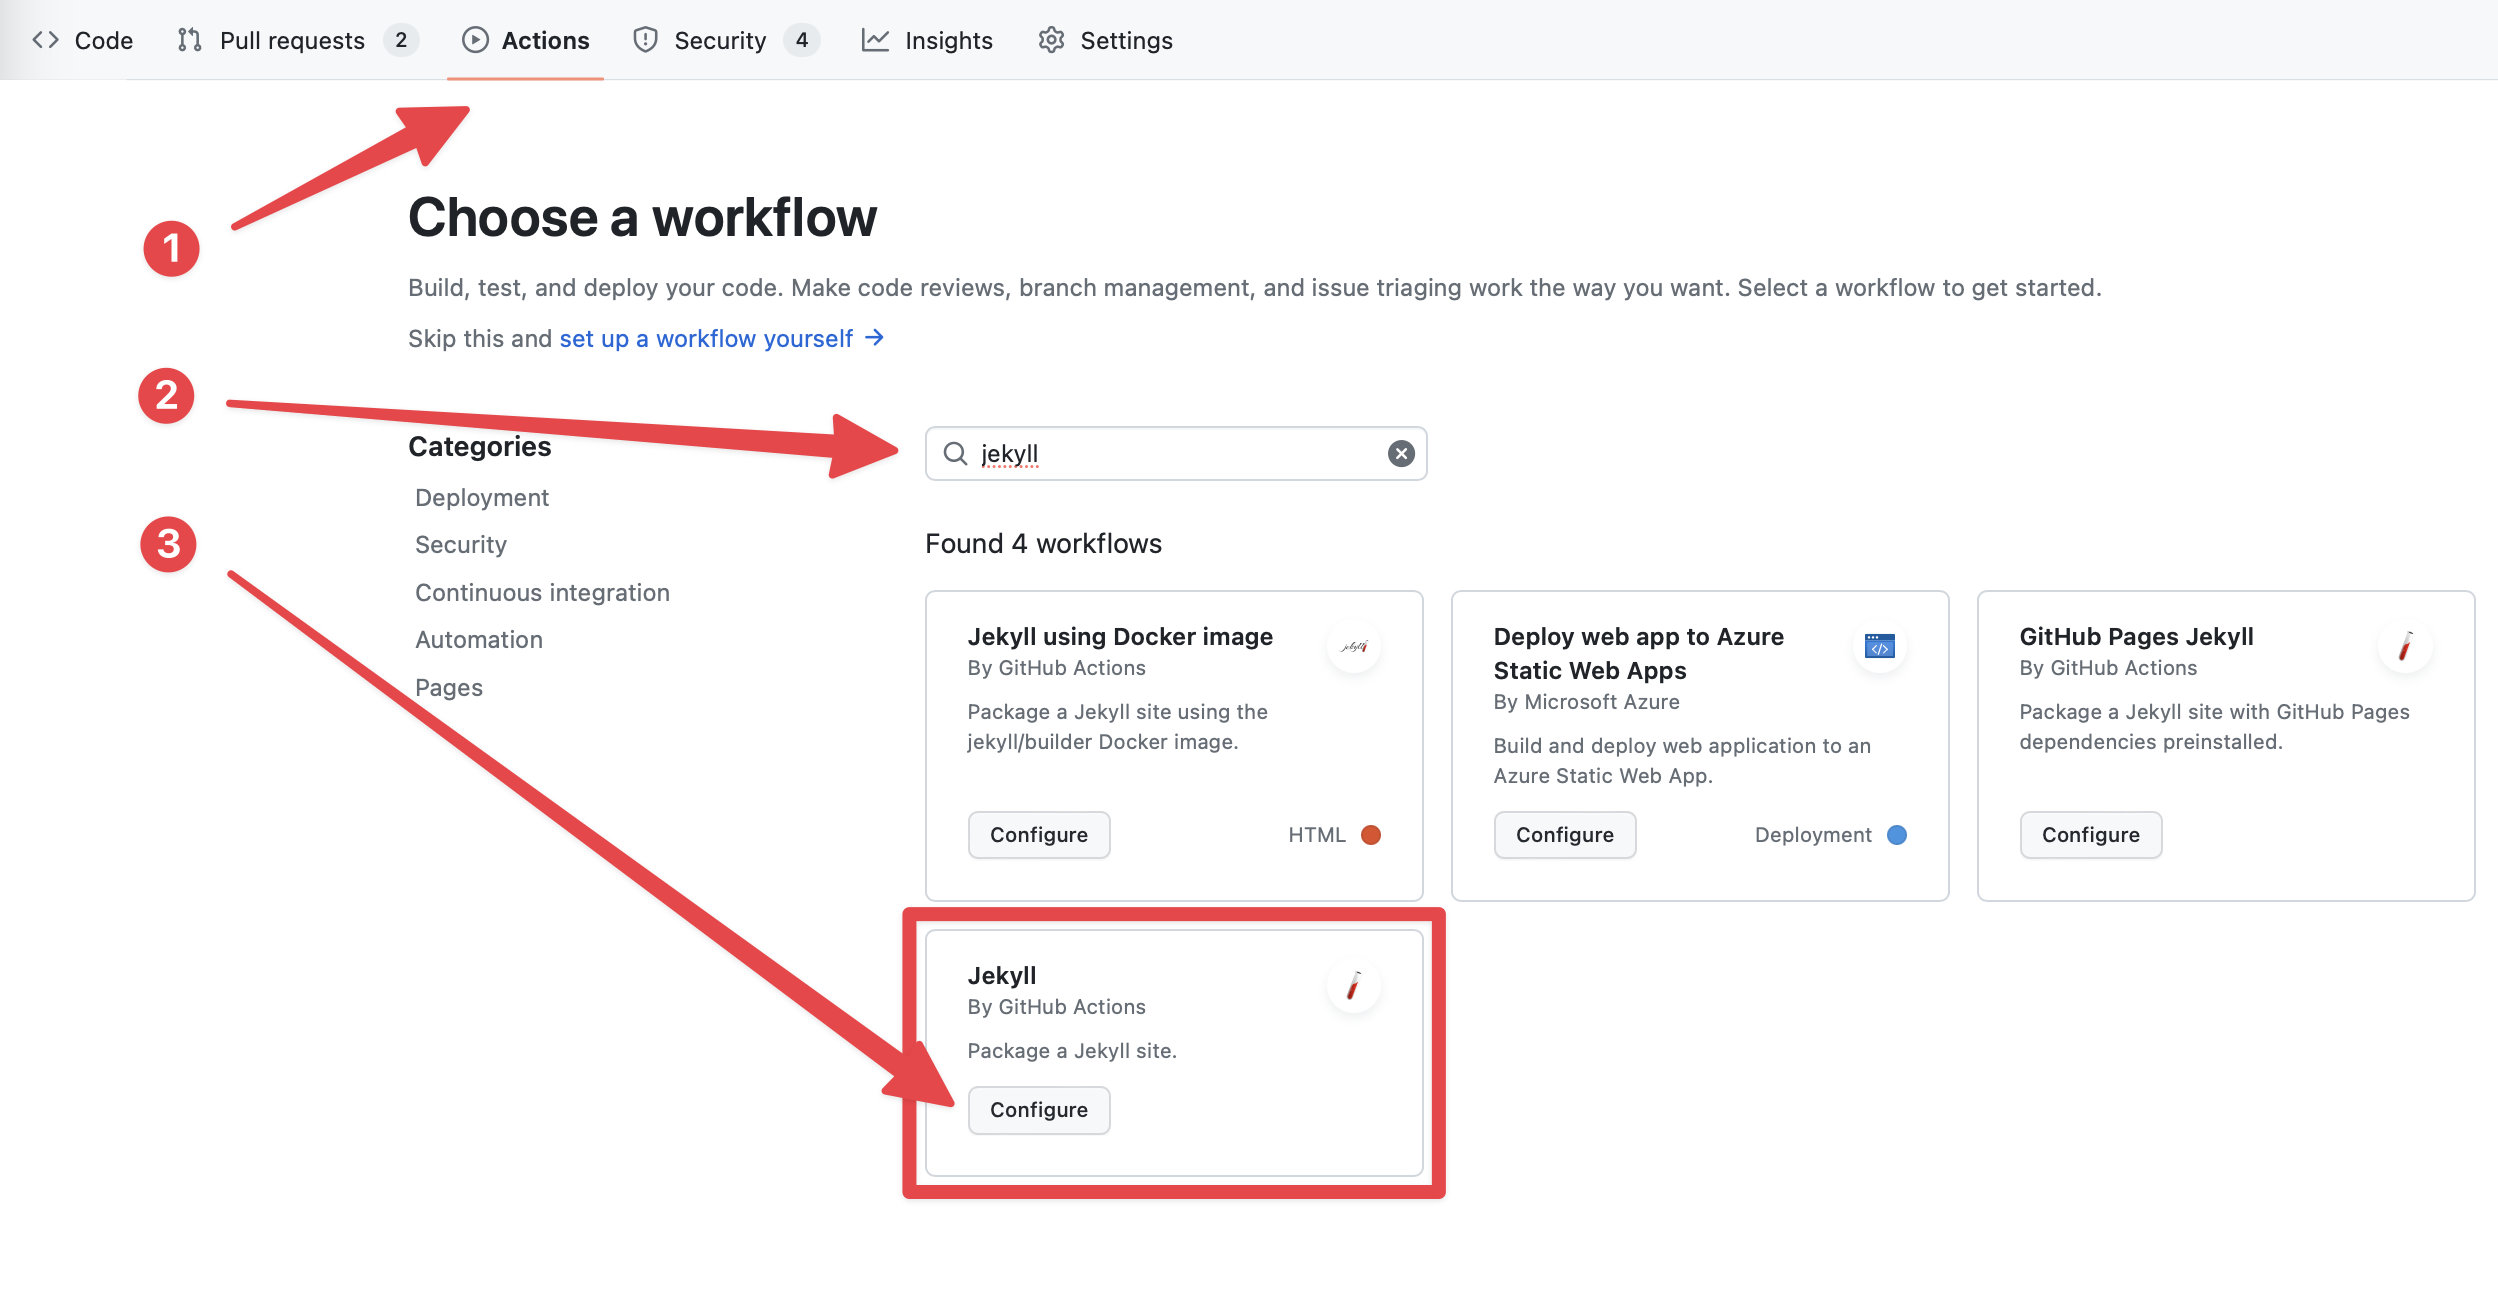 Code
Pull requests 2
Actions
Security 4
Insights
Settings
1
Choose a workflow
Build, test, and deploy your code. Make code reviews, branch management, and issue triaging work the way you want. Select a workflow to get started.
Skip this and set up a workflow yourself →
2
Categories
Deployment
Security
Continuous integration
Automation
Pages
3
jekyll
Found 4 workflows
Jekyll using Docker image
By GitHub Actions
Package a Jekyll site using the
jekyll/builder Docker image.
Configure
HTML
jekyll
Deploy web app to Azure
Static Web Apps
By Microsoft Azure
Build and deploy web application to an
Azure Static Web App.
Configure
Deployment
GitHub Pages Jekyll
By GitHub Actions
Package a Jekyll site with GitHub Pages
dependencies preinstalled.
Configure
Jekyll
By GitHub Actions
Package a Jekyll site.
Configure